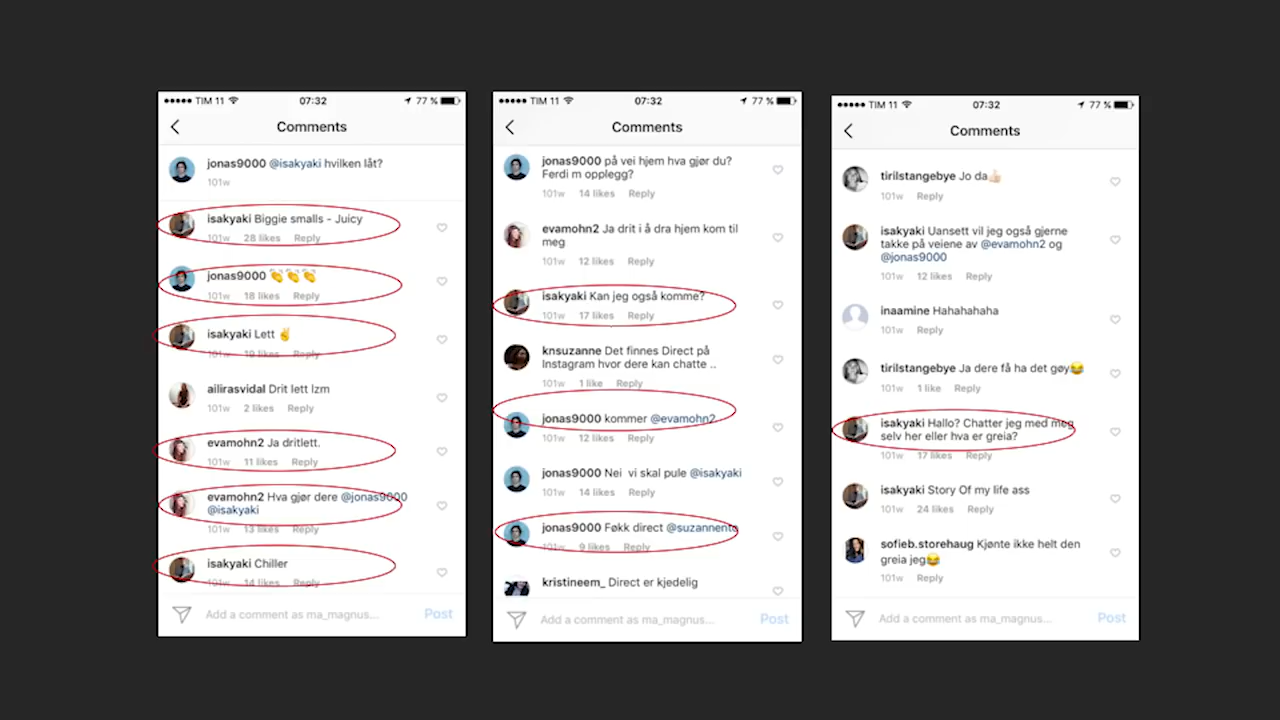 TIM 11 07:32 77 %
Comments
jonas9000 @isakyaki hvilken låt?
101w
isakyaki Biggie smalls - Juicy
101w 28 likes Reply
jonas9000 👏👏👏
101w 18 likes Reply
isakyaki Lett ✌
101w 19 likes Reply
ailirasvidal Drit lett lzm
101w 2 likes Reply
evamohn2 Ja dritlett.
101w 11 likes Reply
evamohn2 Hva gjør dere @jonas9000
@isakyaki
101w 13 likes Reply
isakyaki Chiller
101w 14 likes Reply
Add a comment as ma_magnus... Post
TIM 11 07:32 77 %
Comments
jonas9000 på vei hjem hva gjør du?
Ferdi m opplegg?
101w 14 likes Reply
evamohn2 Ja drit i å dra hjem kom til
meg
101w 12 likes Reply
isakyaki Kan jeg også komme?
101w 17 likes Reply
knsuzanne Det finnes Direct på
Instagram hvor dere kan chatte ..
101w 1 like Reply
jonas9000 kommer @evamohn2
101w 12 likes Reply
jonas9000 Nei vi skal pule @isakyaki
101w 14 likes Reply
jonas9000 Føkk direct
101w 9 likes Reply
kristineem_ Direct er kjedelig
Add a comment as ma_magnus... Post
TIM 11 07:32 77 %
Comments
tirilstangebye Jo da👍🏻
101w Reply
isakyaki Uansett vil jeg også gjerne
takke på veiene av @evamohn2 og
@jonas9000
101w 12 likes Reply
inaamine Hahahahaha
101w Reply
tirilstangebye Ja dere få ha det gøy😂
101w 1 like Reply
isakyaki Hallo? Chatter jeg med meg
selv her eller hva er greia?
101w 17 likes Reply
isakyaki Story Of my life ass
101w 24 likes Reply
sofieb.storehaug Kjønte ikke helt den
greia jeg😂
101w Reply
Add a comment as ma_magnus... Post